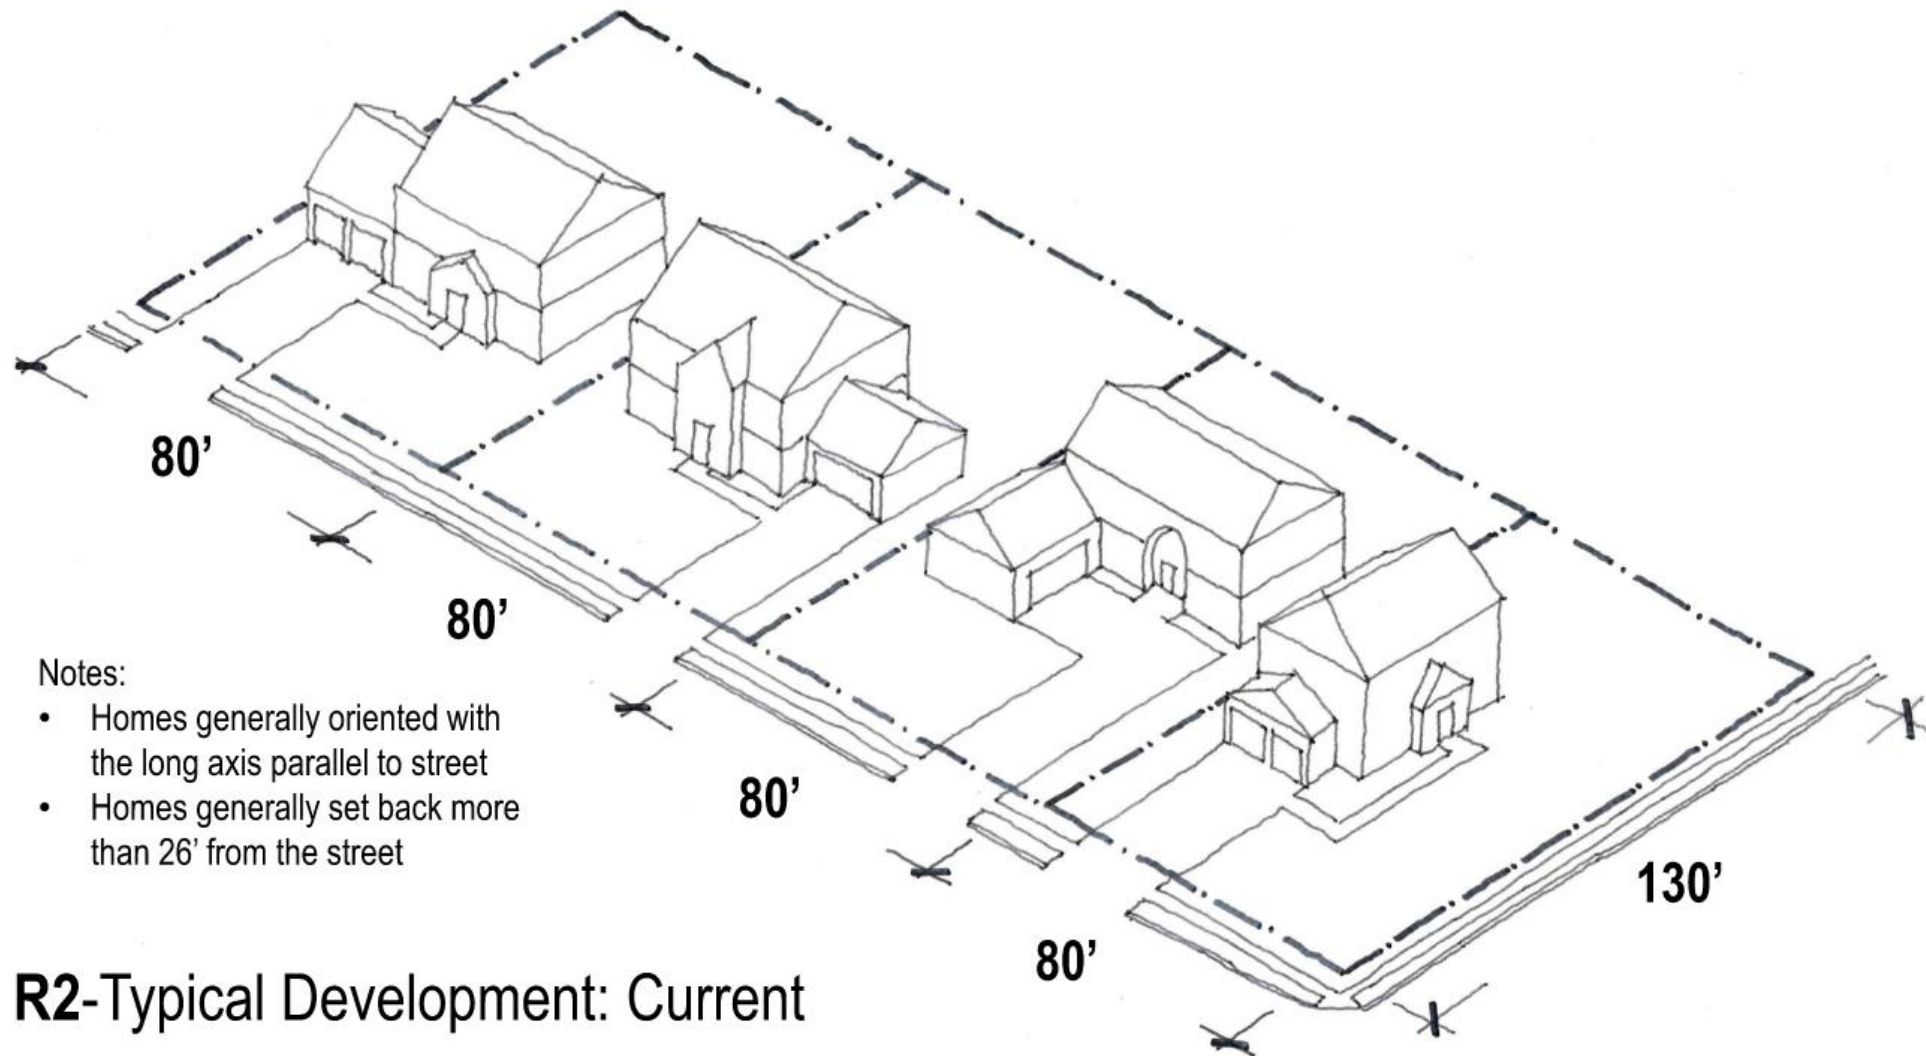 80’
80’
Notes:
• Homes generally oriented with
the long axis parallel to street
• Homes generally set back more
than 26’ from the street
80’
130’
80’
R2-Typical Development: Current